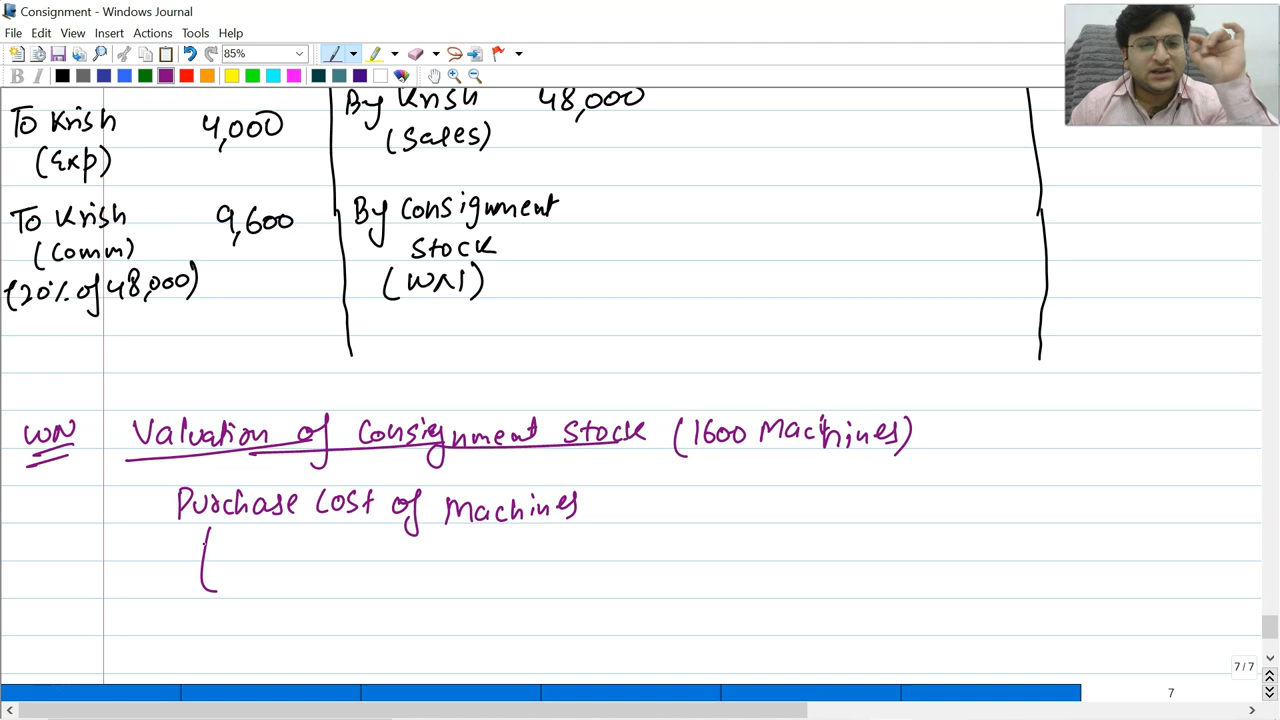 Consignment - Windows Journal
File Edit View Insert Actions Tools Help
85%
B I
To Krish 4,000
(Exp)
To Krish 9,600
(Comm)
(20% of 48,000)
By Krish 48,000
(Sales)
By Consignment
Stock
(WN1)
WN Valuation of Consignment Stock (1600 Machines)
Purchase Cost of Machines
(
7 / 7
7